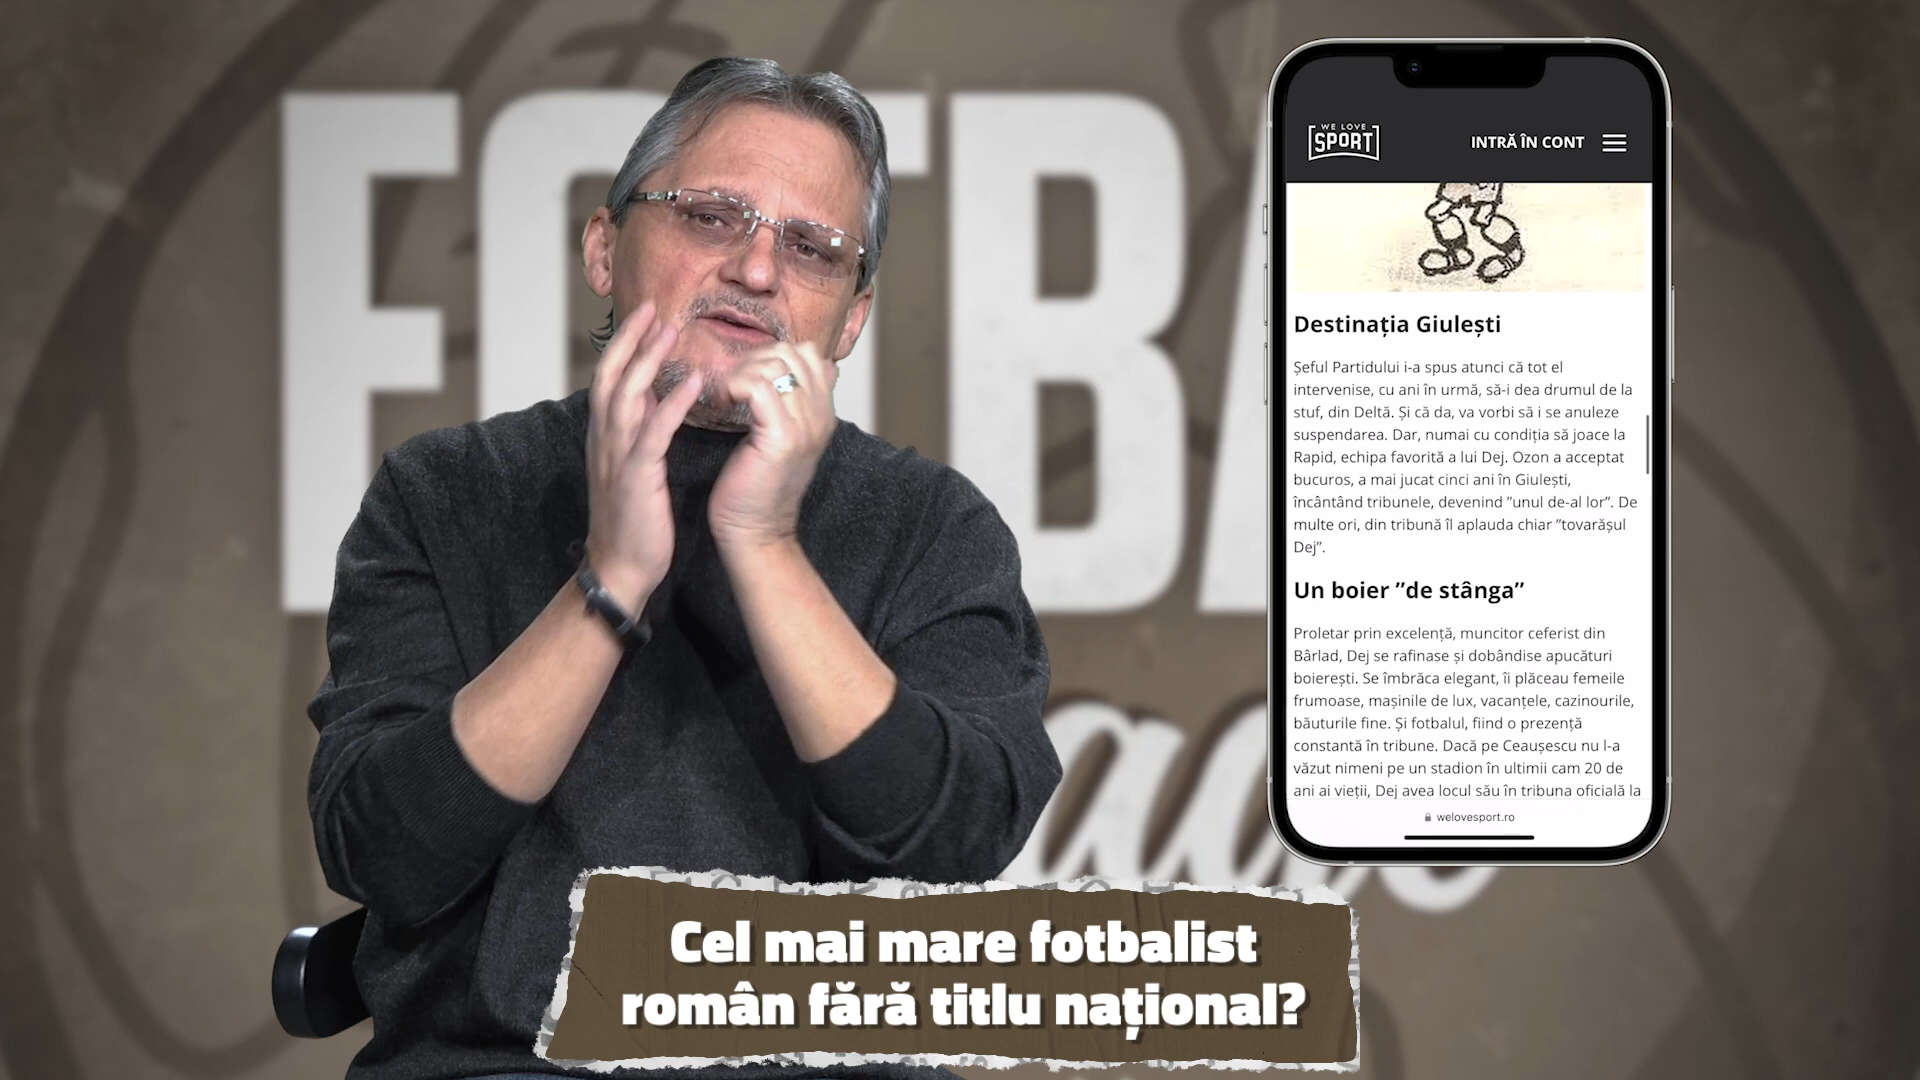 FOTBA
WE LOVE
SPORT
INTRĂ ÎN CONT
Destinația Giulești
Șeful Partidului i-a spus atunci că tot el
intervenise, cu ani în urmă, să-i dea drumul de la
stuf, din Deltă. Și că da, va vorbi să i se anuleze
suspendarea. Dar, numai cu condiția să joace la
Rapid, echipa favorită a lui Dej. Ozon a acceptat
bucuros, a mai jucat cinci ani în Giulești,
încântând tribunele, devenind ”unul de-al lor”. De
multe ori, din tribună îl aplauda chiar ”tovarășul
Dej”.
Un boier ”de stânga”
Proletar prin excelență, muncitor ceferist din
Bârlad, Dej se rafinase și dobândise apucături
boierești. Se îmbrăca elegant, îi plăceau femeile
frumoase, mașinile de lux, vacanțele, cazinourile,
băuturile fine. Și fotbalul, fiind o prezență
constantă în tribune. Dacă pe Ceaușescu nu l-a
văzut nimeni pe un stadion în ultimii cam 20 de
ani ai vieții, Dej avea locul său în tribuna oficială la
welovesport.ro
Cel mai mare fotbalist
român fără titlu național?